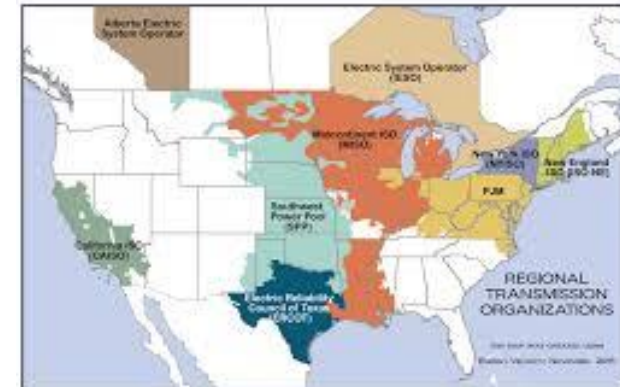 Alberta Electric
System Operator
Electric System Operator
(IESO)
Midcontinent ISO
(MISO)
New York ISO
(NYISO)
New England
ISO (ISO-NE)
PJM
Southwest
Power Pool
(SPP)
California ISO
(CAISO)
Electric Reliability
Council of Texas
(ERCOT)
REGIONAL
TRANSMISSION
ORGANIZATIONS